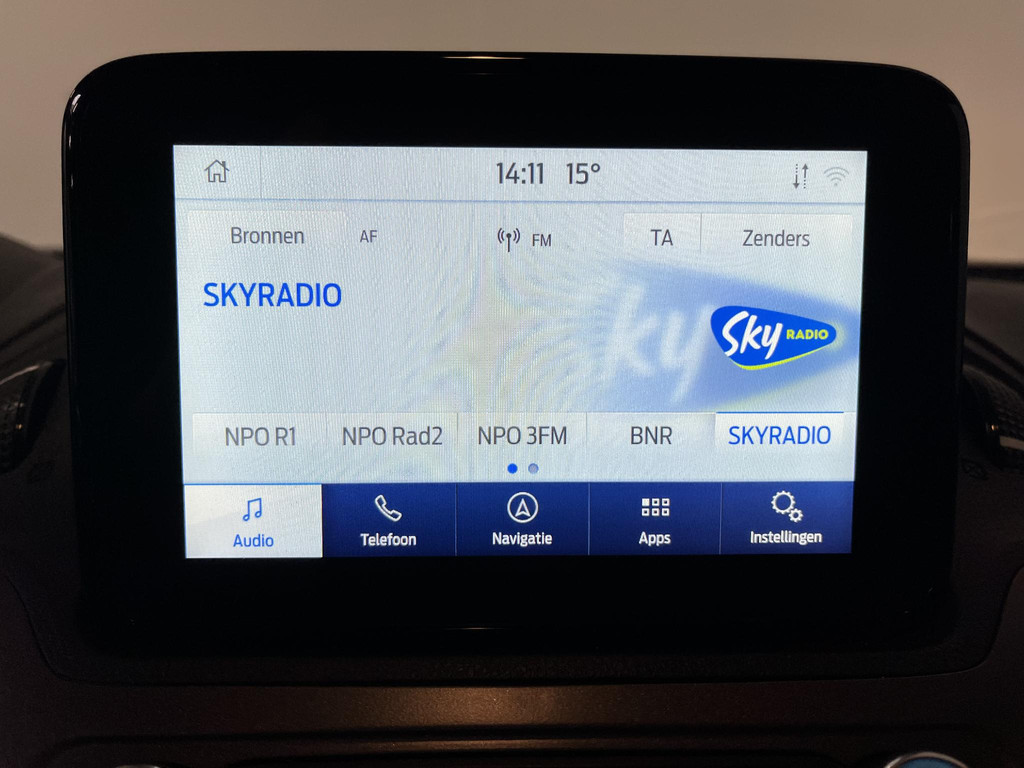 14:11 15°
Bronnen AF FM TA Zenders
SKYRADIO
ky
Sky RADIO
NPO R1 NPO Rad2 NPO 3FM BNR SKYRADIO
Audio Telefoon Navigatie Apps Instellingen